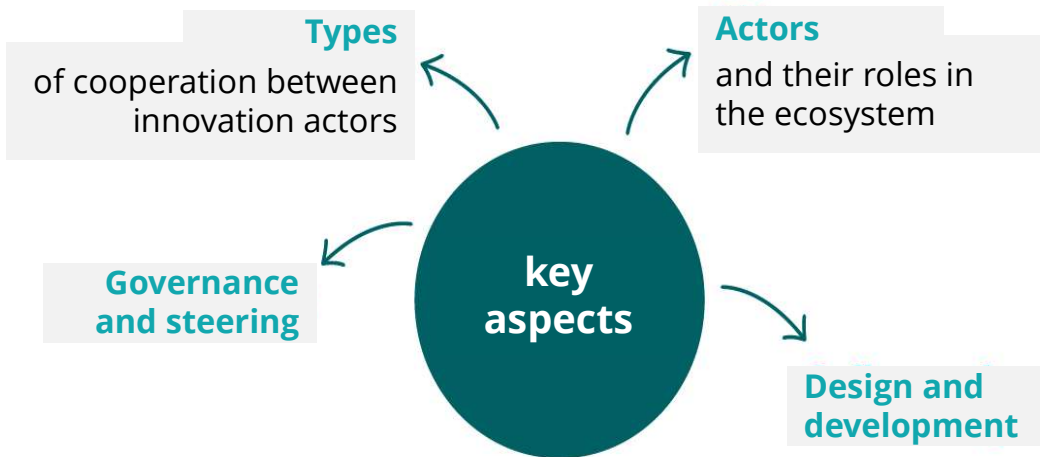 Types
of cooperation between
innovation actors
Actors
and their roles in
the ecosystem
Governance
and steering
key
aspects
Design and
development